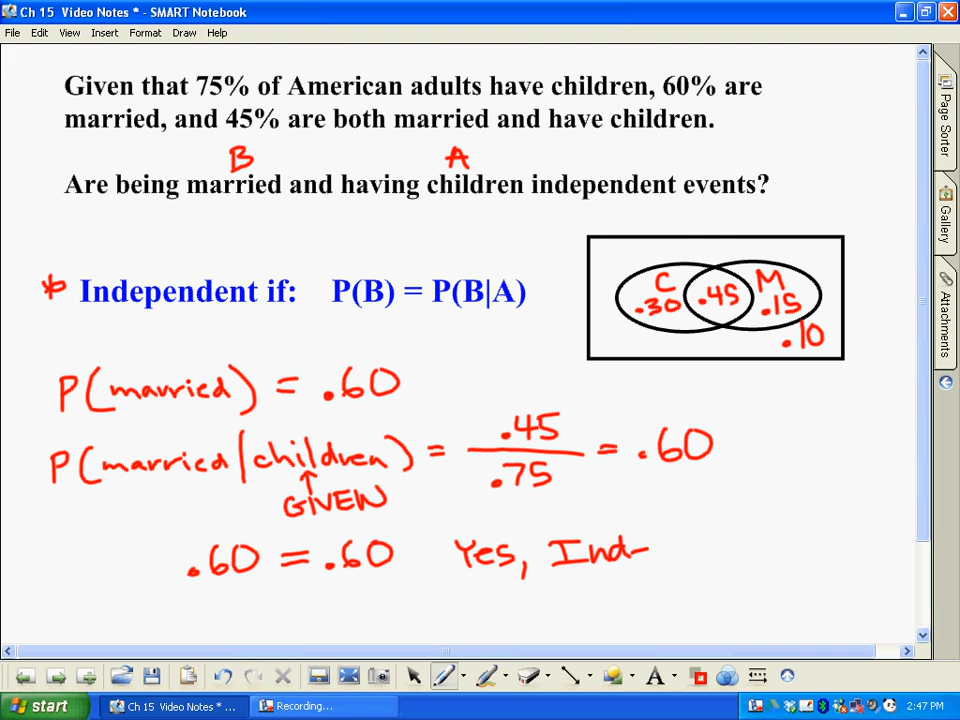 Ch 15 Video Notes * - SMART Notebook
File Edit View Insert Format Draw Help
Given that 75% of American adults have children, 60% are
married, and 45% are both married and have children.
B A
Are being married and having children independent events?
* Independent if: P(B) = P(B|A)
C M
.30 .45 .15
.10
P(married) = .60
P(married/children) = .45 / .75 = .60
GIVEN
.60 = .60 Yes, Ind-
Page Sorter
Gallery
Attachments
start
Ch 15 Video Notes * ...
Recording...
2:47 PM